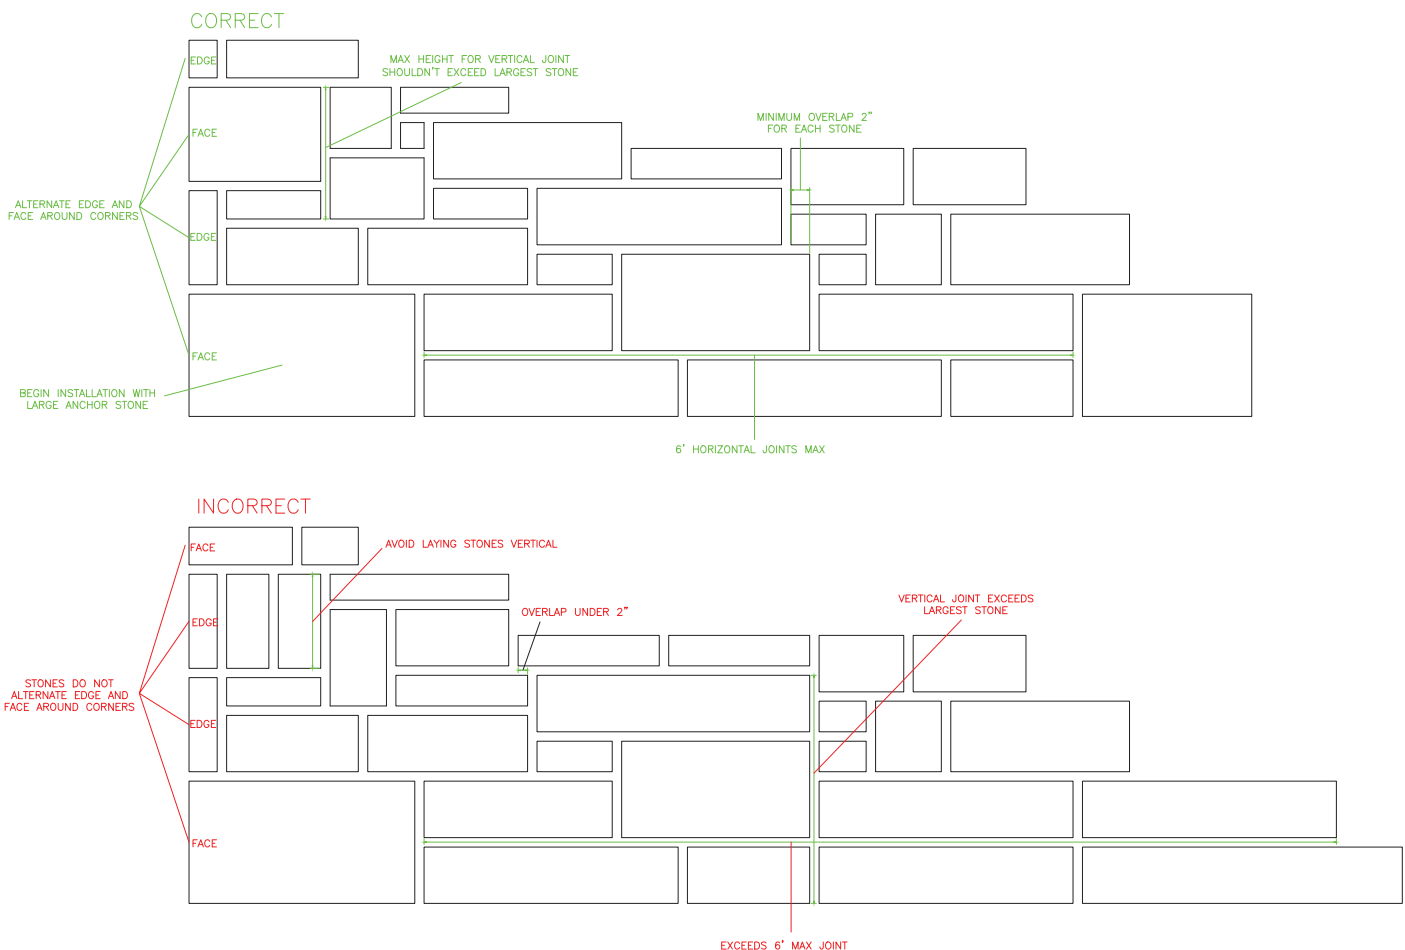 CORRECT
EDGE
MAX HEIGHT FOR VERTICAL JOINT
SHOULDN'T EXCEED LARGEST STONE
MINIMUM OVERLAP 2"
FOR EACH STONE
FACE
ALTERNATE EDGE AND
FACE AROUND CORNERS
EDGE
FACE
BEGIN INSTALLATION WITH
LARGE ANCHOR STONE
6' HORIZONTAL JOINTS MAX
INCORRECT
FACE
AVOID LAYING STONES VERTICAL
OVERLAP UNDER 2"
VERTICAL JOINT EXCEEDS
LARGEST STONE
EDGE
STONES DO NOT
ALTERNATE EDGE AND
FACE AROUND CORNERS
EDGE
FACE
EXCEEDS 6' MAX JOINT